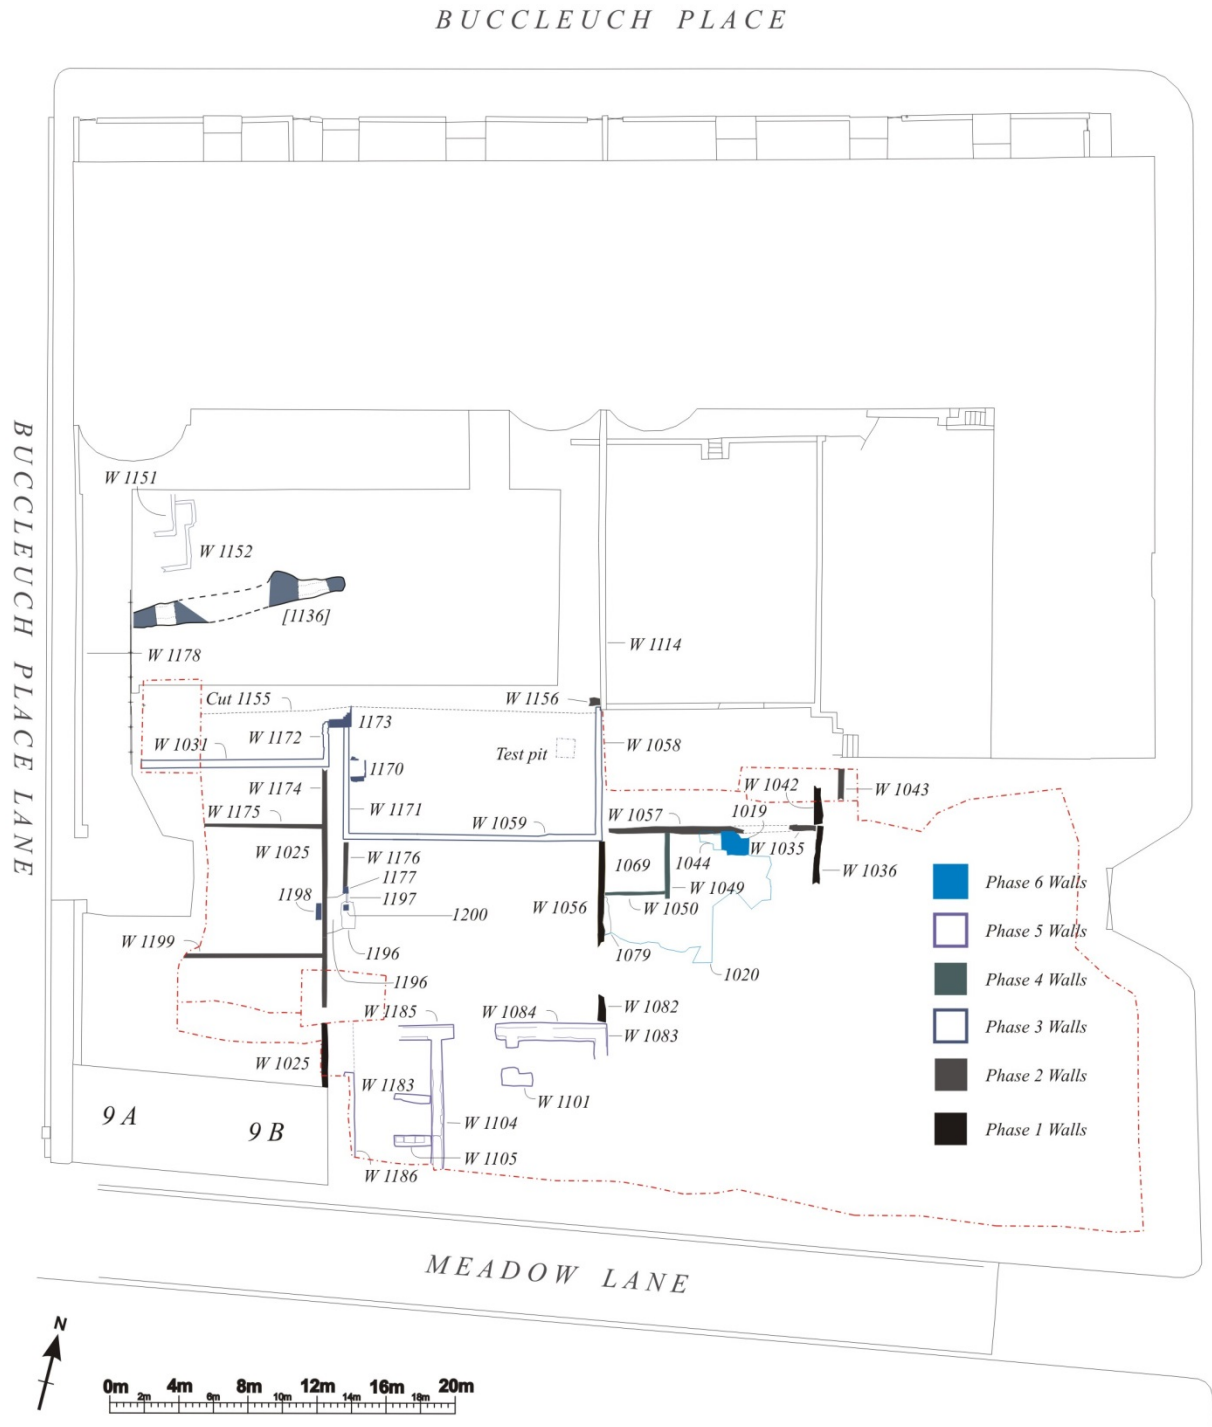 BUCCLEUCH PLACE
BUCCLEUCH PLACE LANE
W 1151
W 1152
[1136]
W 1178
W 1114
Cut 1155
W 1156
1173
W 1172
W 1031
W 1058
Test pit
1170
W 1174
W 1042
W 1043
W 1175
W 1171
W 1059
W 1057
1019
W 1025
W 1176
1069
1044
W 1035
W 1036
1177
W 1049
1198
1197
W 1056
W 1050
1200
W 1199
1196
1079
1020
1196
W 1185
W 1084
W 1082
W 1083
W 1025
W 1183
W 1101
W 1104
W 1105
W 1186
9 A
9 B
Phase 6 Walls
Phase 5 Walls
Phase 4 Walls
Phase 3 Walls
Phase 2 Walls
Phase 1 Walls
MEADOW LANE
N
0m 4m 8m 12m 16m 20m
2m 6m 10m 14m 18m